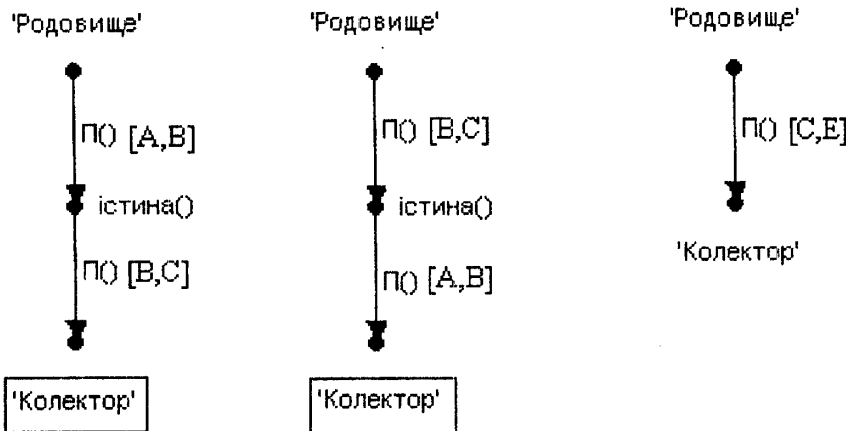 'Родовище'
П() [A,B]
істина()
П() [B,C]
'Колектор'
'Родовище'
П() [B,C]
істина()
П() [A,B]
'Колектор'
'Родовище'
П() [C,E]
'Колектор'